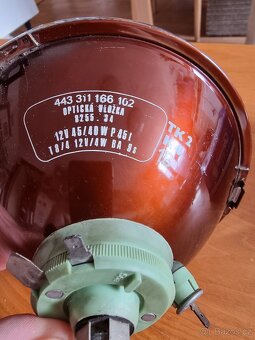 443 311 166 102
OPTICKÁ VLOŽKA
8255.34
12V 45/40W P45t
T8/4 12V/4W BA 9s
TK2